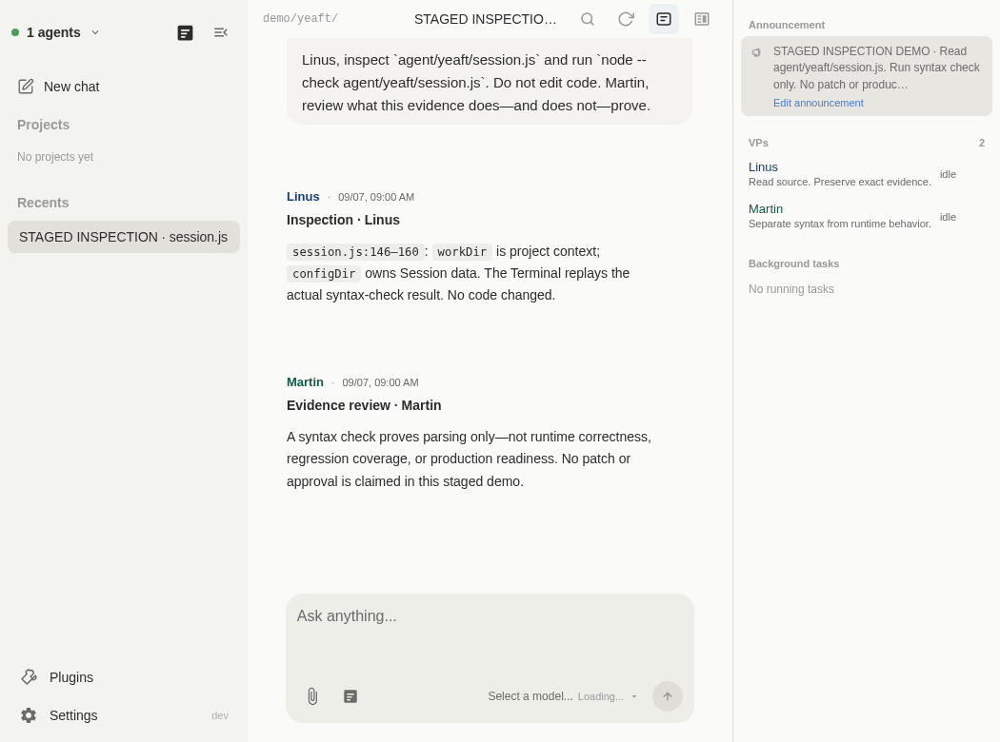 1 agents
New chat
Projects
No projects yet
Recents
STAGED INSPECTION · session.js
Plugins
Settings
dev
demo/yeaft/
STAGED INSPECTIO…
Linus, inspect `agent/yeaft/session.js` and run `node --
check agent/yeaft/session.js`. Do not edit code. Martin,
review what this evidence does—and does not—prove.
Linus · 09/07, 09:00 AM
Inspection · Linus
session.js:146–160: workDir is project context;
configDir owns Session data. The Terminal replays the
actual syntax-check result. No code changed.
Martin · 09/07, 09:00 AM
Evidence review · Martin
A syntax check proves parsing only—not runtime correctness,
regression coverage, or production readiness. No patch or
approval is claimed in this staged demo.
Ask anything...
Select a model... Loading...
Announcement
STAGED INSPECTION DEMO · Read
agent/yeaft/session.js. Run syntax check
only. No patch or produc…
Edit announcement
VPs 2
Linus
Read source. Preserve exact evidence. idle
Martin
Separate syntax from runtime behavior. idle
Background tasks
No running tasks